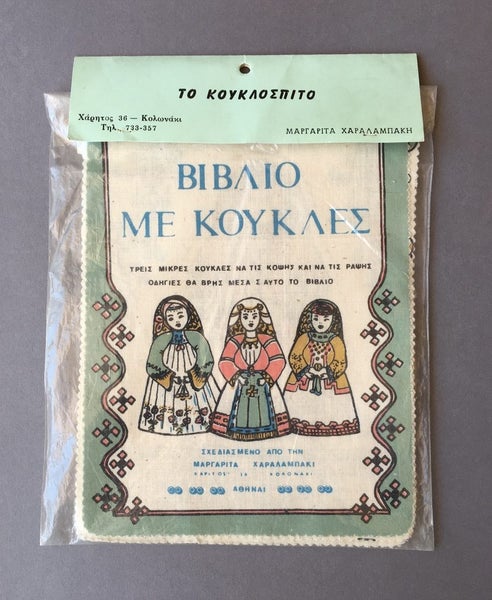 ΤΟ ΚΟΥΚΛΟΣΠΙΤΟ
Χάρητος 36 — Κολωνάκι
Τηλ. 733-357
ΜΑΡΓΑΡΙΤΑ ΧΑΡΑΛΑΜΠΑΚΗ
ΒΙΒΛΙΟ
ΜΕ ΚΟΥΚΛΕΣ
ΤΡΕΙΣ ΜΙΚΡΕΣ ΚΟΥΚΛΕΣ ΝΑ ΤΙΣ ΚΟΨΗΣ ΚΑΙ ΝΑ ΤΙΣ ΡΑΨΗΣ
ΟΔΗΓΙΕΣ ΘΑ ΒΡΗΣ ΜΕΣΑ Σ ΑΥΤΟ ΤΟ ΒΙΒΛΙΟ
ΣΧΕΔΙΑΣΜΕΝΟ ΑΠΟ ΤΗΝ
ΜΑΡΓΑΡΙΤΑ ΧΑΡΑΛΑΜΠΑΚΙ
ΑΘΗΝΑΙ